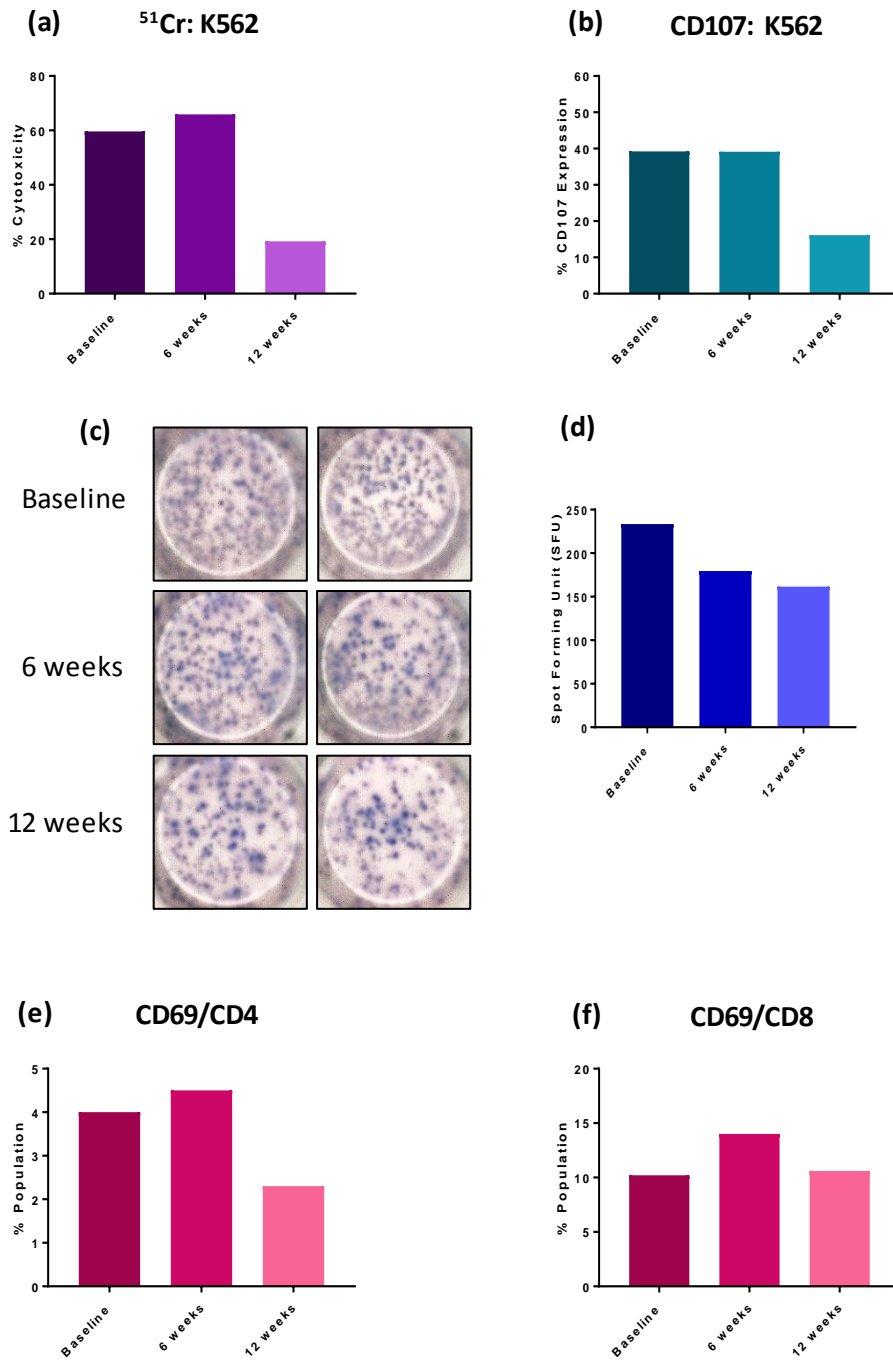 (a) ⁵¹Cr: K562
% Cytotoxicity
80
60
40
20
0
Baseline
6 weeks
12 weeks
(b) CD107: K562
% CD107 Expression
60
50
40
30
20
10
0
Baseline
6 weeks
12 weeks
(c)
Baseline
6 weeks
12 weeks
(d)
Spot Forming Unit (SFU)
250
200
150
100
50
0
Baseline
6 weeks
12 weeks
(e) CD69/CD4
% Population
5
4
3
2
1
0
Baseline
6 weeks
12 weeks
(f) CD69/CD8
% Population
20
15
10
5
0
Baseline
6 weeks
12 weeks